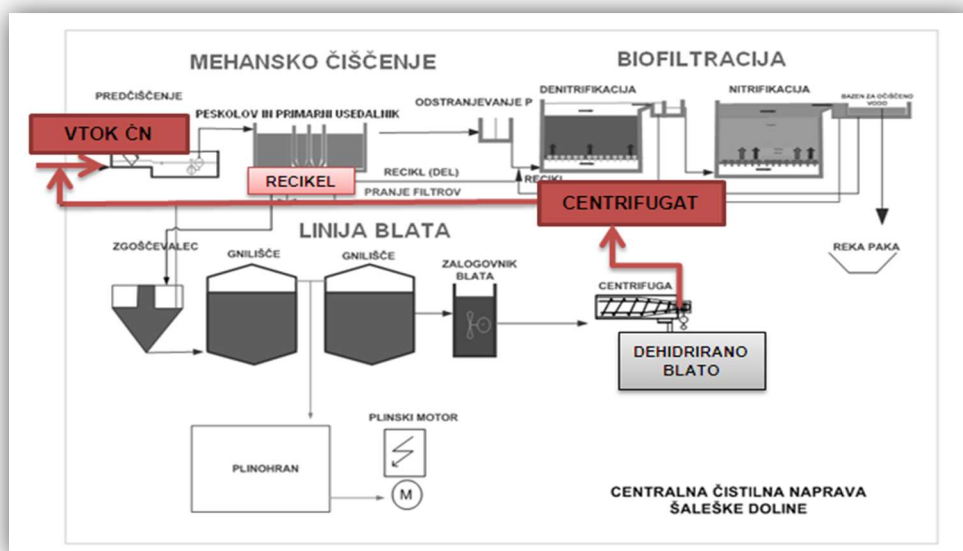 MEHANSKO ČIŠČENJE
BIOFILTRACIJA
PREDČIŠČENJE
PESKOLOV IN PRIMARNI USEDALNIK
ODSTRANJEVANJE P
DENITRIFIKACIJA
NITRIFIKACIJA
BAZEN ZA OČIŠČENO
VODO
VTOK ČN
RECIKEL
RECIKL (DEL)
RECIKL
PRANJE FILTROV
CENTRIFUGAT
LINIJA BLATA
ZGOŠČEVALEC
GNILIŠČE
GNILIŠČE
ZALOGOVNIK
BLATA
CENTRIFUGA
REKA PAKA
DEHIDRIRANO
BLATO
PLINSKI MOTOR
PLINOHRAN
M
CENTRALNA ČISTILNA NAPRAVA
ŠALEŠKE DOLINE